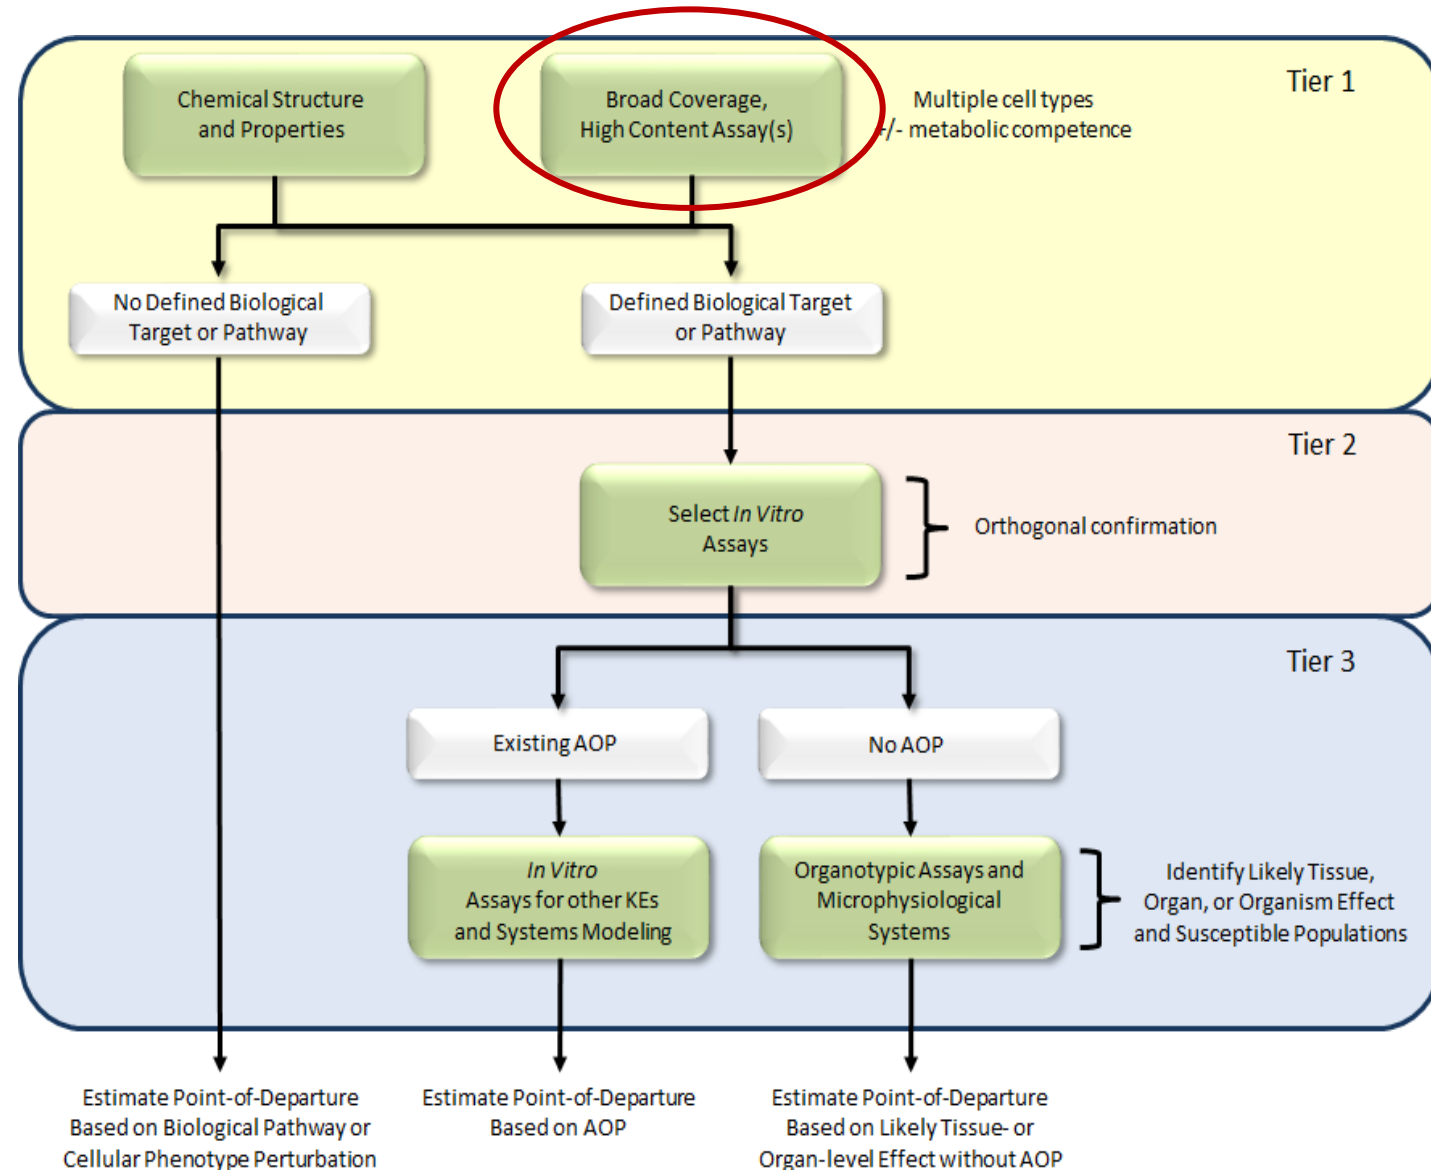 Tier 1
Chemical Structure
and Properties
Broad Coverage,
High Content Assay(s)
Multiple cell types
+/- metabolic competence
No Defined Biological
Target or Pathway
Defined Biological Target
or Pathway
Tier 2
Select In Vitro
Assays
Orthogonal confirmation
Tier 3
Existing AOP
No AOP
In Vitro
Assays for other KEs
and Systems Modeling
Organotypic Assays and
Microphysiological
Systems
Identify Likely Tissue,
Organ, or Organism Effect
and Susceptible Populations
Estimate Point-of-Departure
Based on Biological Pathway or
Cellular Phenotype Perturbation
Estimate Point-of-Departure
Based on AOP
Estimate Point-of-Departure
Based on Likely Tissue- or
Organ-level Effect without AOP